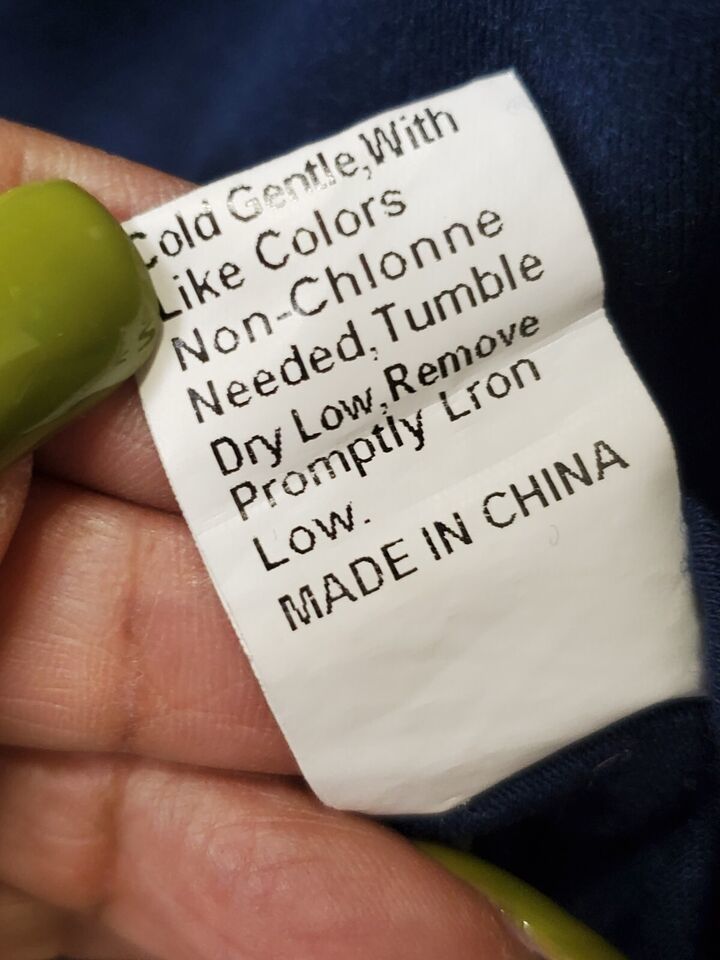 Cold Gentle,With
Like Colors
Non-Chlonne
Needed,Tumble
Dry Low,Remove
Promptly Lron
Low.
MADE IN CHINA